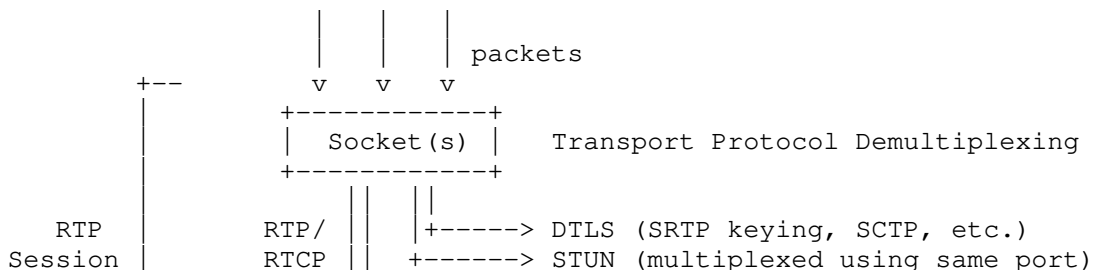 packets
+-- v v v
+------------+
| Socket(s) | Transport Protocol Demultiplexing
+------------+
RTP | RTP/ || |+-----> DTLS (SRTP keying, SCTP, etc.)
Session | RTCP || +------> STUN (multiplexed using same port)